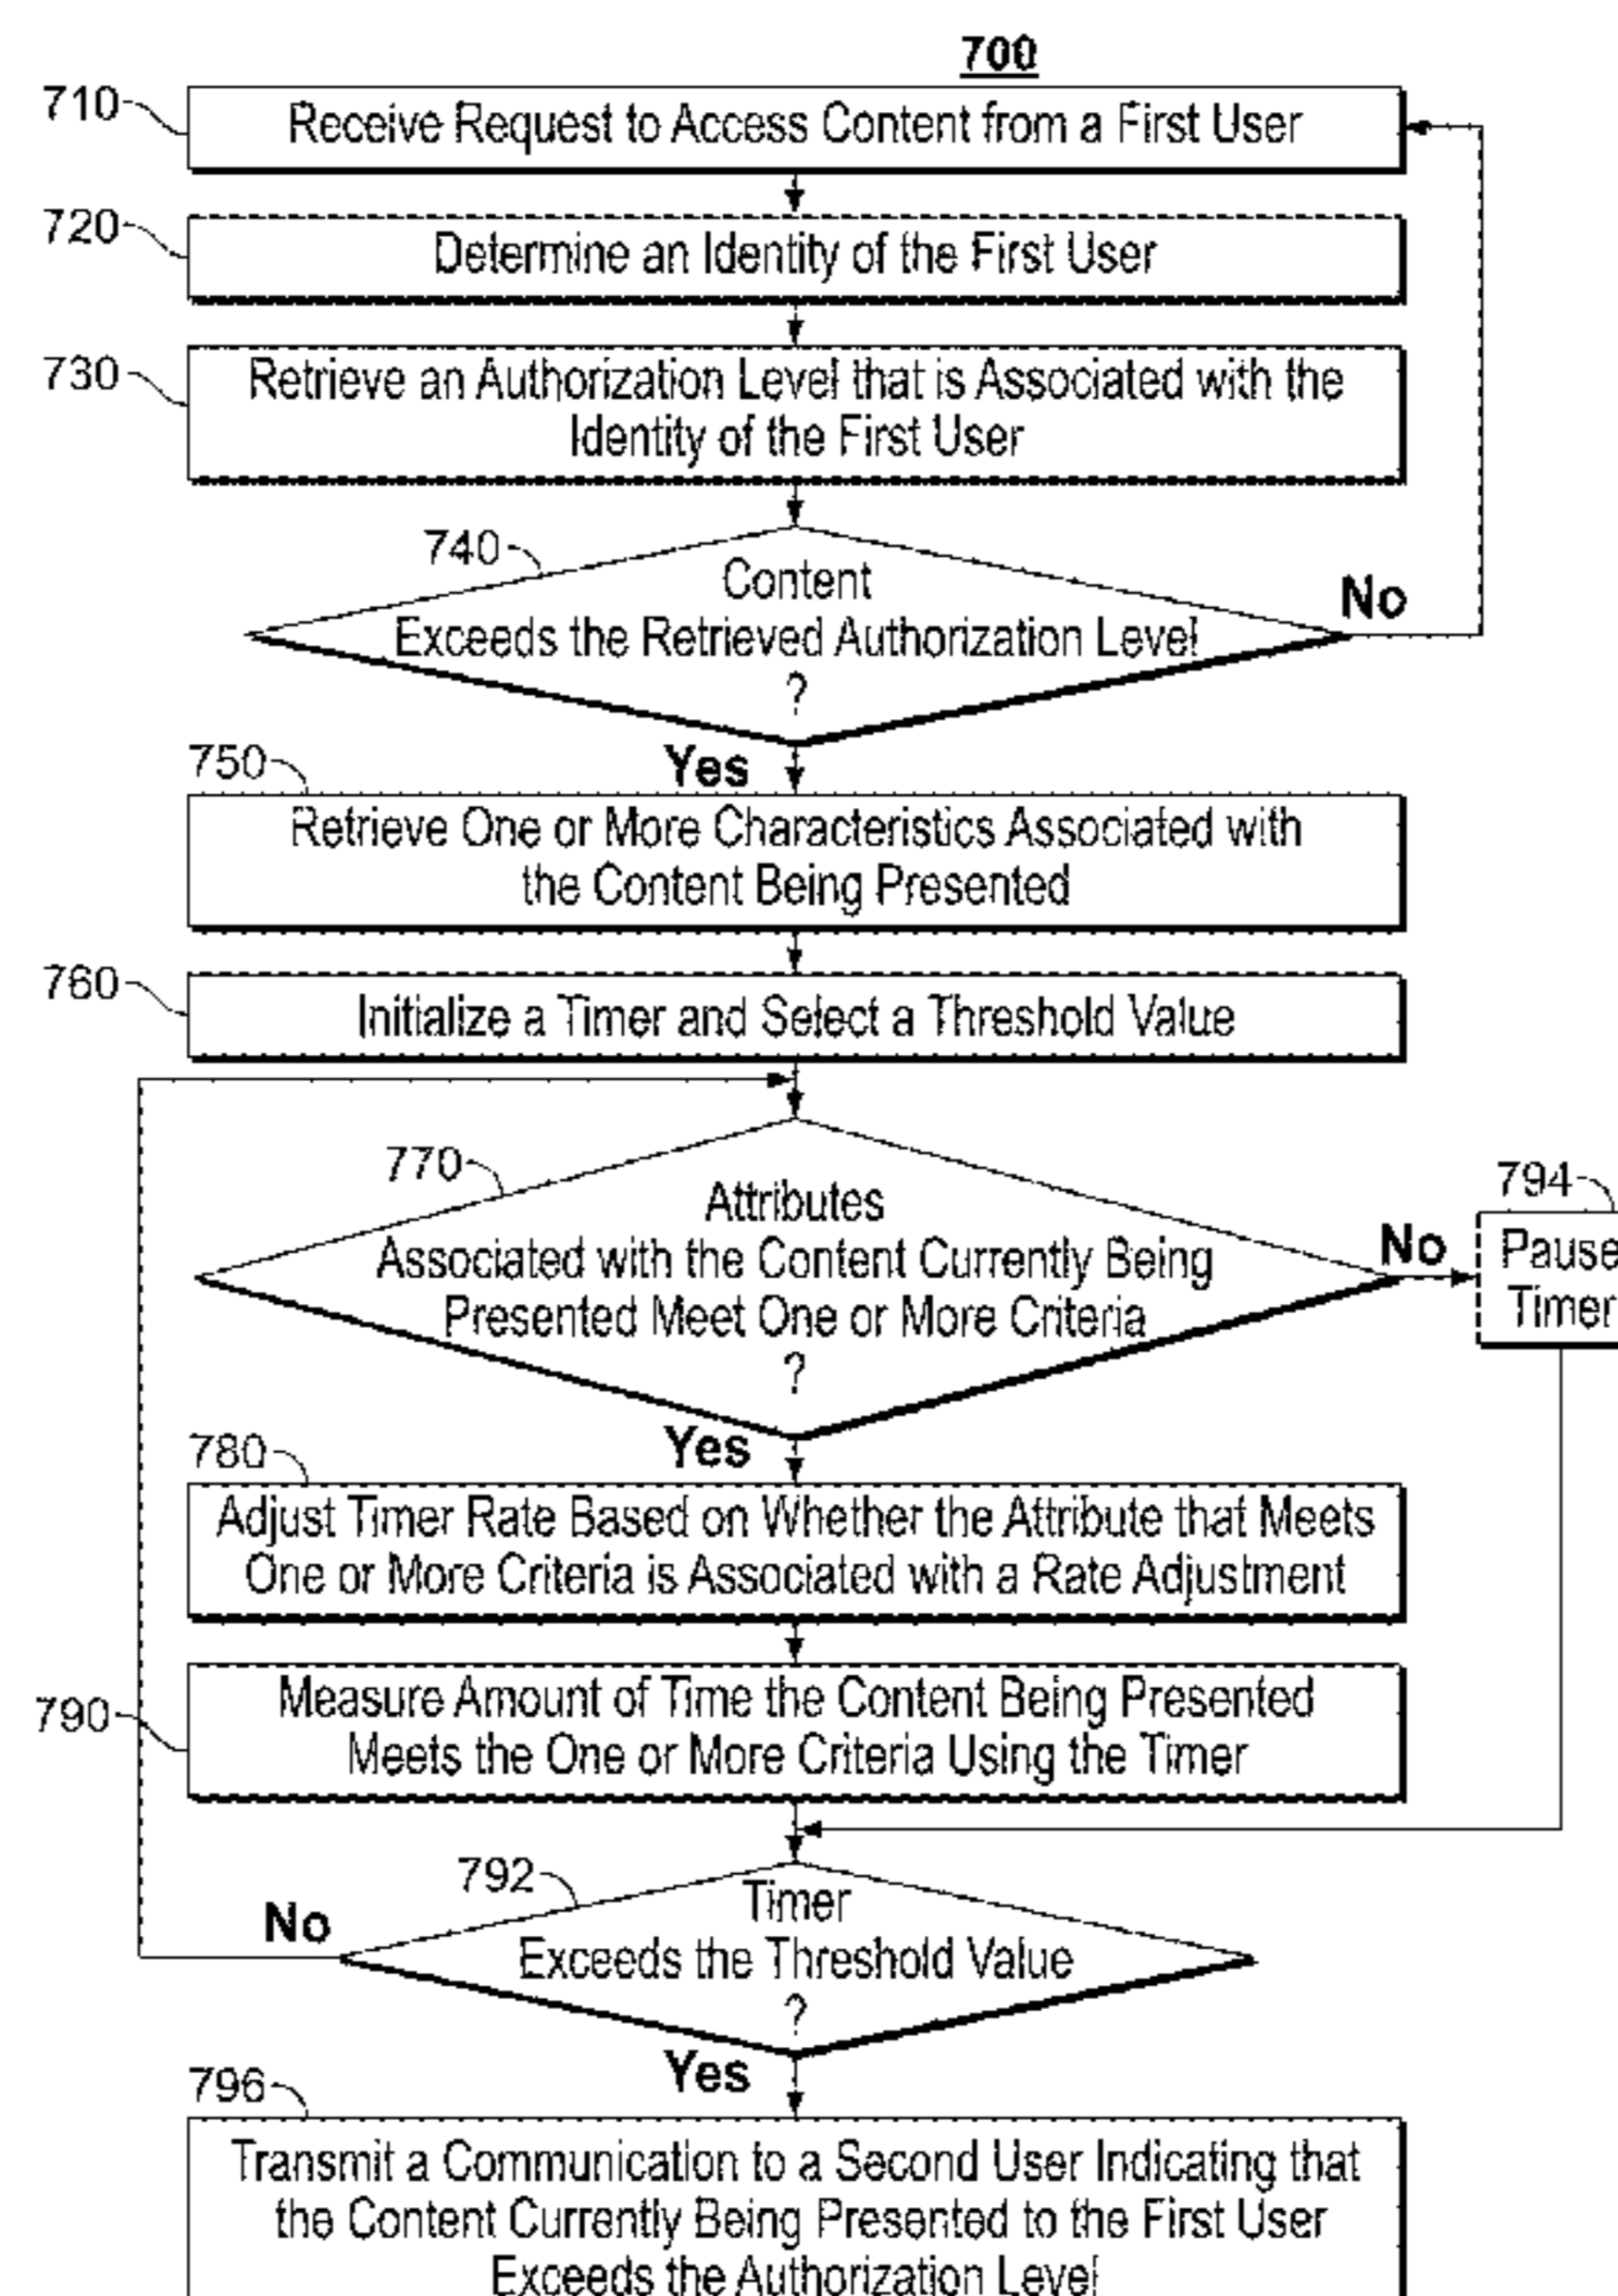 700
710
Receive Request to Access Content from a First User
720
Determine an Identity of the First User
730
Retrieve an Authorization Level that is Associated with the
Identity of the First User
740
Content
Exceeds the Retrieved Authorization Level
?
No
Yes
750
Retrieve One or More Characteristics Associated with
the Content Being Presented
760
Initialize a Timer and Select a Threshold Value
770
Attributes
Associated with the Content Currently Being
Presented Meet One or More Criteria
?
No
794
Pause
Timer
Yes
780
Adjust Timer Rate Based on Whether the Attribute that Meets
One or More Criteria is Associated with a Rate Adjustment
790
Measure Amount of Time the Content Being Presented
Meets the One or More Criteria Using the Timer
792
Timer
Exceeds the Threshold Value
?
No
Yes
796
Transmit a Communication to a Second User Indicating that
the Content Currently Being Presented to the First User
Exceeds the Authorization Level